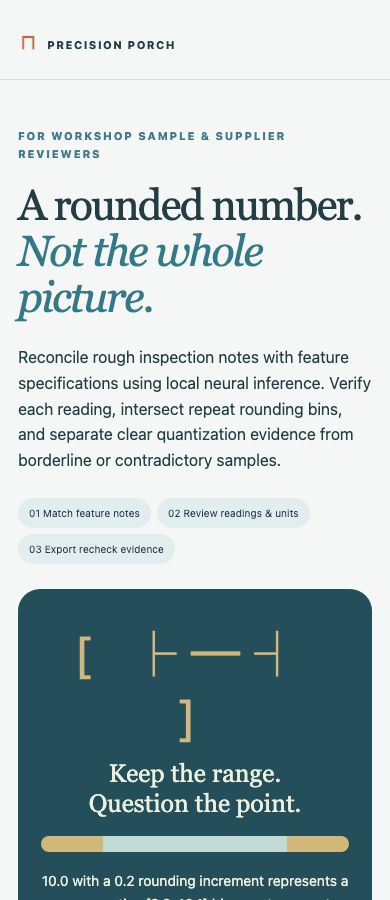 PRECISION PORCH
FOR WORKSHOP SAMPLE & SUPPLIER
REVIEWERS
A rounded number.
Not the whole
picture.
Reconcile rough inspection notes with feature
specifications using local neural inference. Verify
each reading, intersect repeat rounding bins,
and separate clear quantization evidence from
borderline or contradictory samples.
01 Match feature notes
02 Review readings & units
03 Export recheck evidence
[ ├─ ━ ─┤
]
Keep the range.
Question the point.
10.0 with a 0.2 rounding increment represents a